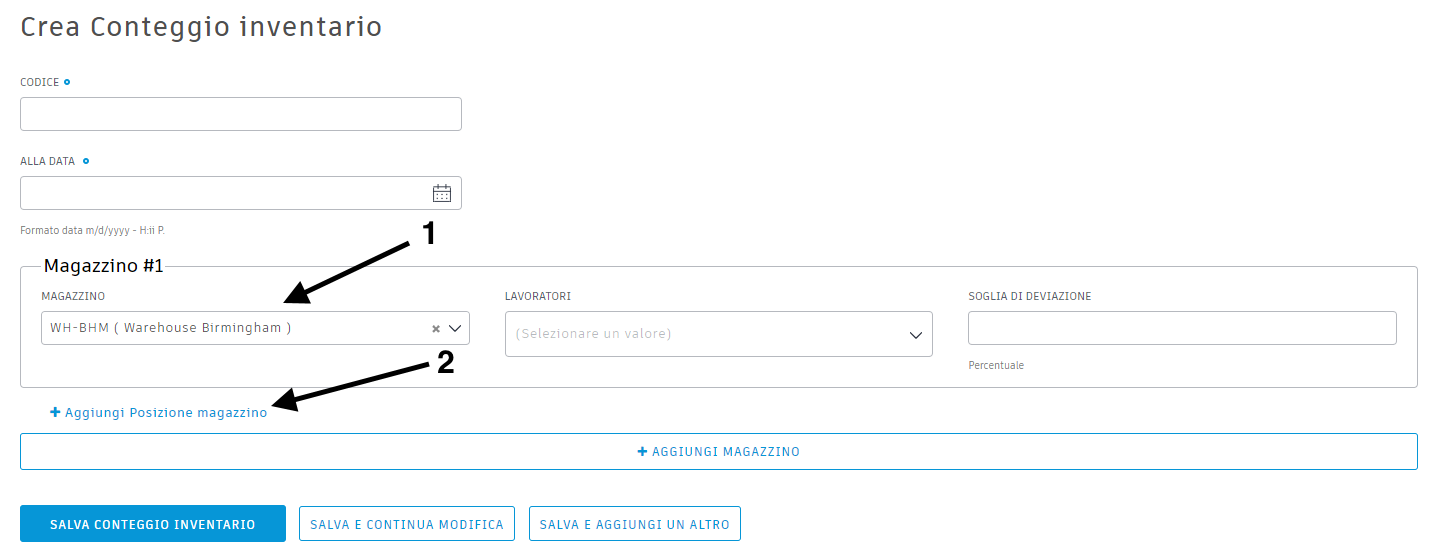 Crea Conteggio inventario
CODICE
ALLA DATA
Formato data m/d/yyyy - H:ii P.
1
Magazzino #1
MAGAZZINO LAVORATORI SOGLIA DI DEVIAZIONE
WH-BHM ( Warehouse Birmingham ) (Selezionare un valore)
2
Percentuale
Aggiungi Posizione magazzino
AGGIUNGI MAGAZZINO
SALVA CONTEGGIO INVENTARIO SALVA E CONTINUA MODIFICA SALVA E AGGIUNGI UN ALTRO